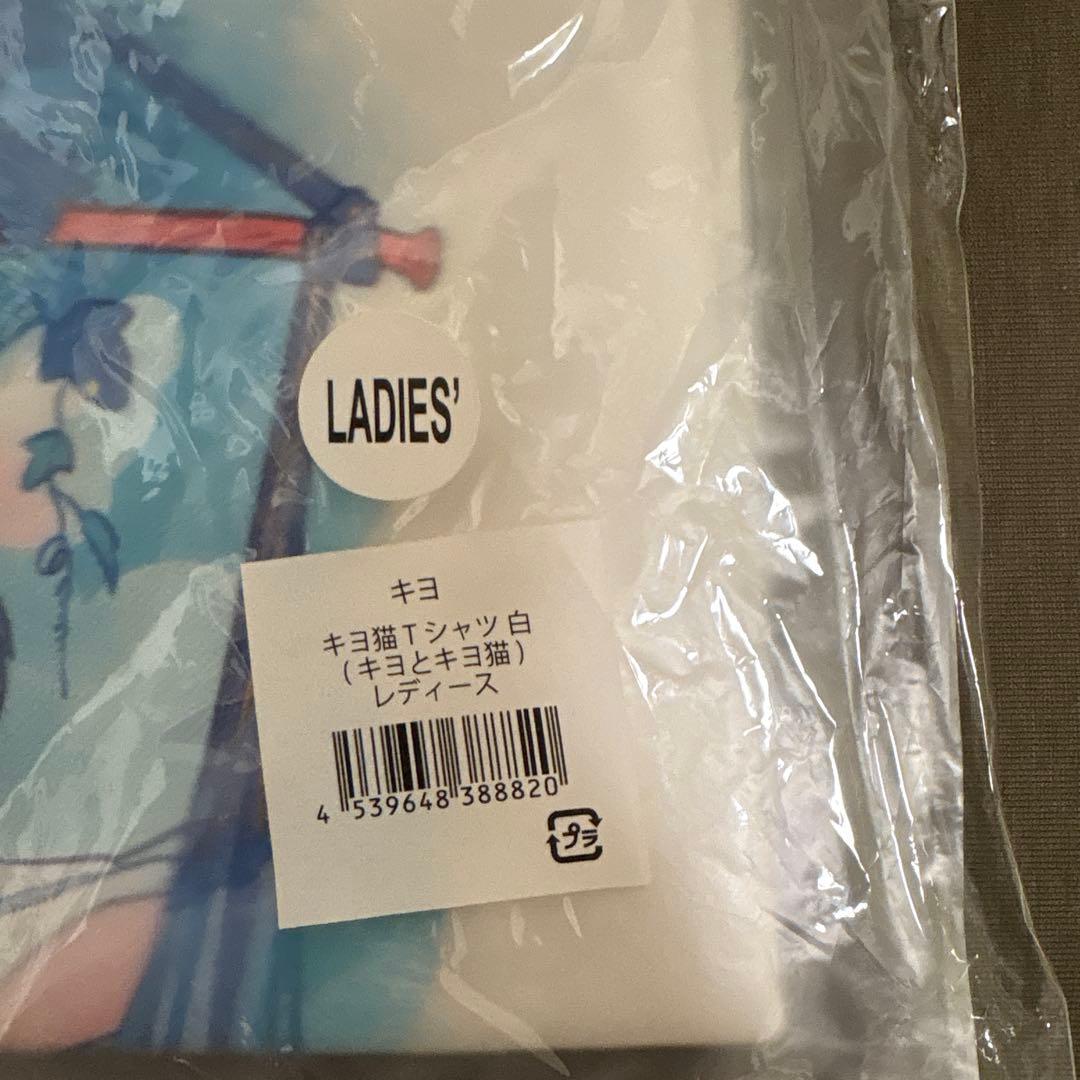 LADIES’
キヨ
キヨ猫Tシャツ 白
(キヨとキヨ猫)
レディース
4 539648 388820
プラ